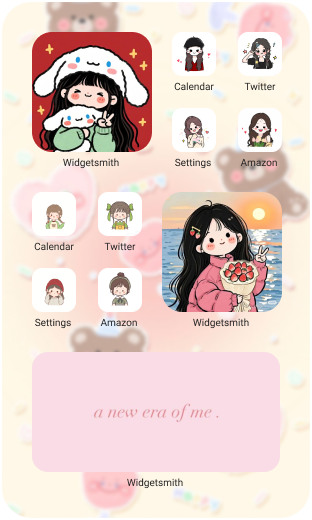 Calendar Twitter
Widgetsmith Settings Amazon
Calendar Twitter
Settings Amazon Widgetsmith
a new era of me .
Widgetsmith